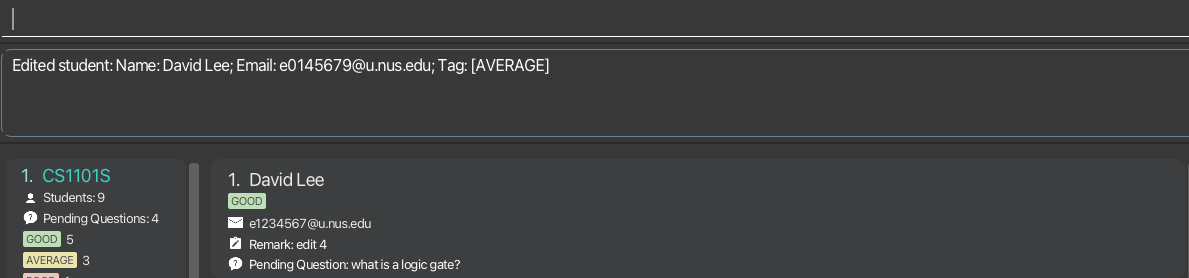 Edited student: Name: David Lee; Email: e0145679@u.nus.edu; Tag: [AVERAGE]
1. CS1101S
Students: 9
Pending Questions: 4
GOOD 5
AVERAGE 3
1. David Lee
GOOD
e1234567@u.nus.edu
Remark: edit 4
Pending Question: what is a logic gate?